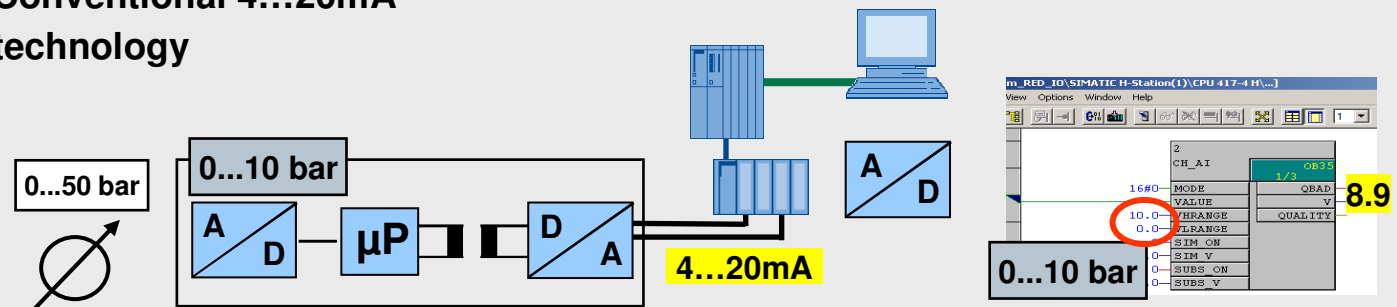 Conventional 4…20mA
technology
0...50 bar
0...10 bar
A
D
µP
D
A
4…20mA
A
D
m_RED_IO\SIMATIC H-Station(1)\CPU 417-4 H\...]
View Options Window Help
1
2
CH_AI
OB35
1/3
16#0 MODE QBAD
VALUE V 8.9
10.0 VHRANGE QUALITY
0.0 VLRANGE
SIM_ON
SIM_V
SUBS_ON
SUBS_V
0...10 bar